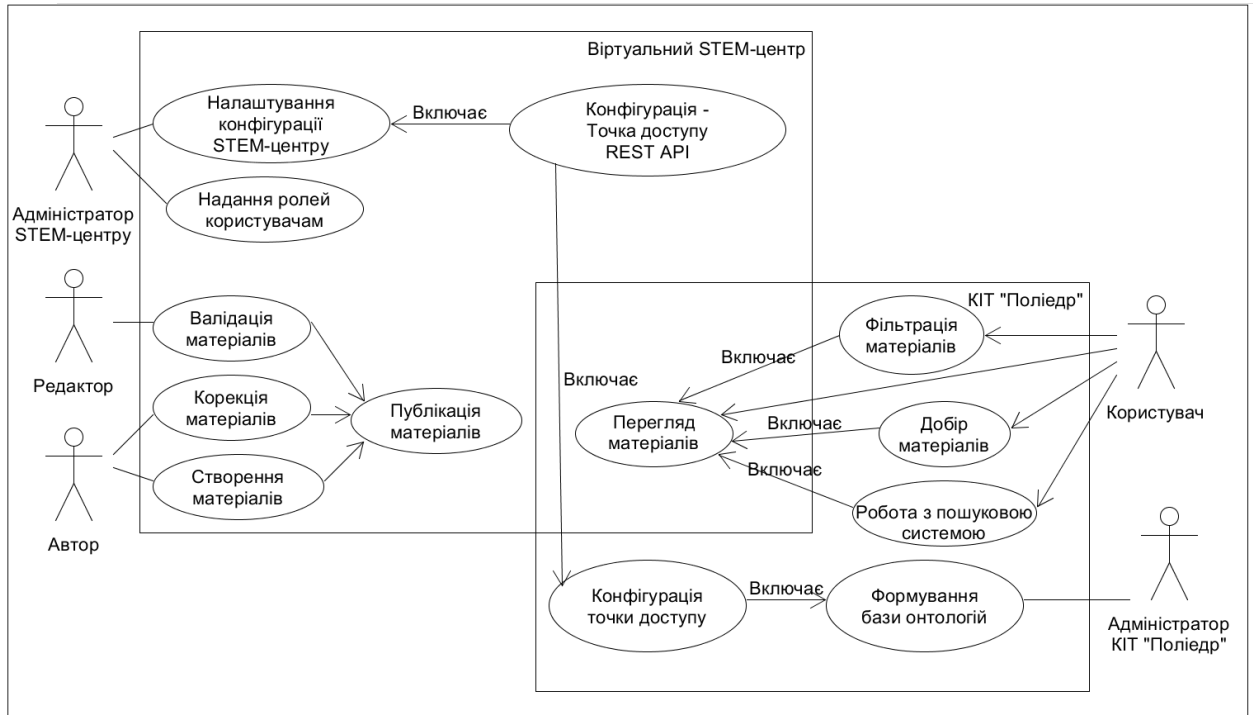 Віртуальний STEM-центр
Налаштування
конфігурації
STEM-центру
Включає
Конфігурація -
Точка доступу
REST API
Адміністратор
STEM-центру
Надання ролей
користувачам
КІТ "Поліедр"
Валідація
матеріалів
Фільтрація
матеріалів
Включає
Редактор
Включає
Корекція
матеріалів
Публікація
матеріалів
Перегляд
матеріалів
Включає
Добір
матеріалів
Користувач
Включає
Створення
матеріалів
Робота з пошуковою
системою
Автор
Конфігурація
точки доступу
Включає
Формування
бази онтологій
Адміністратор
КІТ "Поліедр"